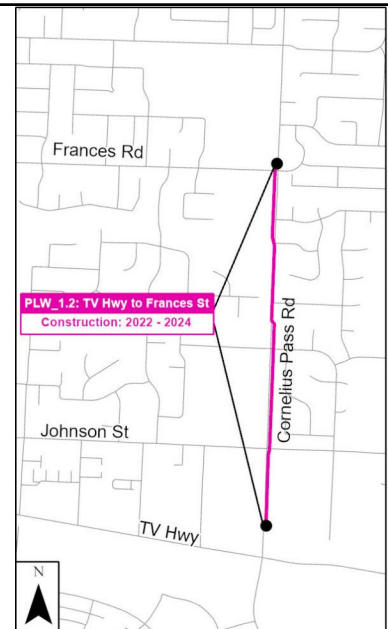 Frances Rd
PLW_1.2: TV Hwy to Frances St
Construction: 2022 - 2024
Cornelius Pass Rd
Johnson St
TV Hwy
N